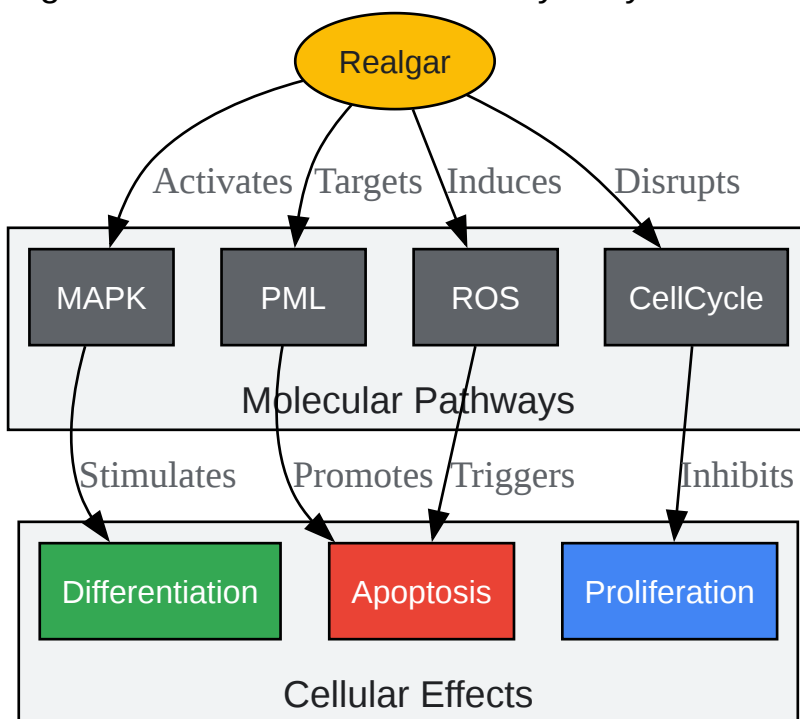 Realgar
Activates Targets Induces Disrupts
MAPK PML ROS CellCycle
Molecular Pathways
Stimulates Promotes Triggers Inhibits
Differentiation Apoptosis Proliferation
Cellular Effects